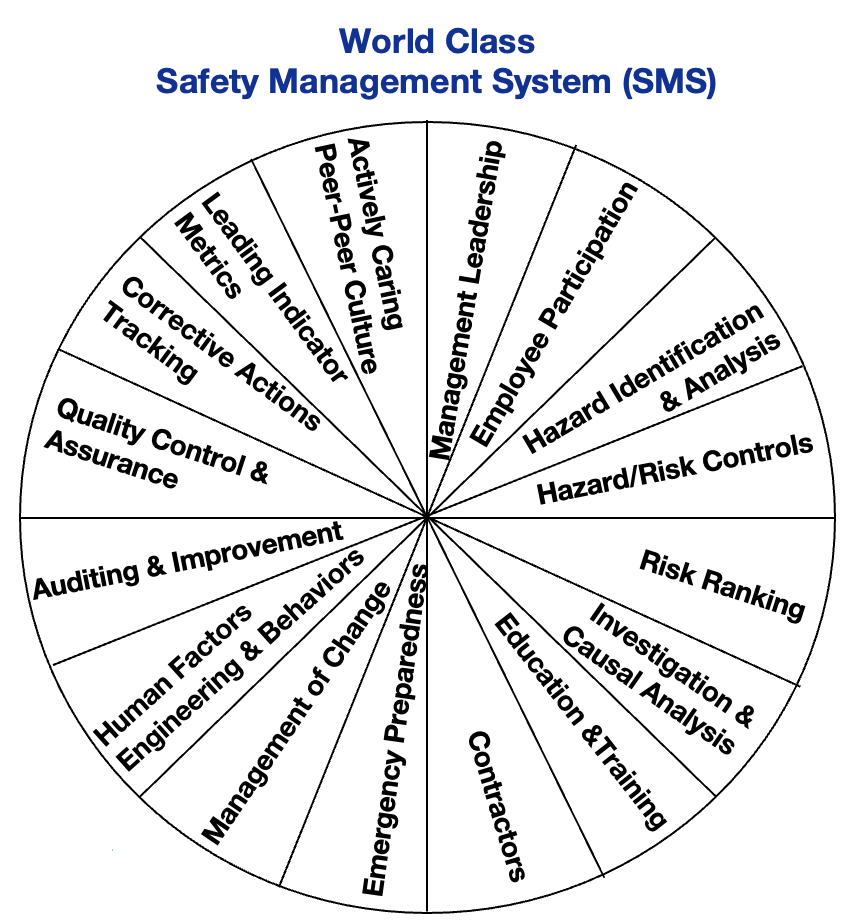 World Class
Safety Management System (SMS)
Management Leadership
Employee Participation
Hazard Identification
& Analysis
Hazard/Risk Controls
Risk Ranking
Investigation &
Causal Analysis
Education &Training
Contractors
Emergency Preparedness
Management of Change
Human Factors
Engineering & Behaviors
Auditing & Improvement
Quality Control &
Assurance
Corrective Actions
Tracking
Leading Indicator
Metrics
Actively Caring
Peer-Peer Culture